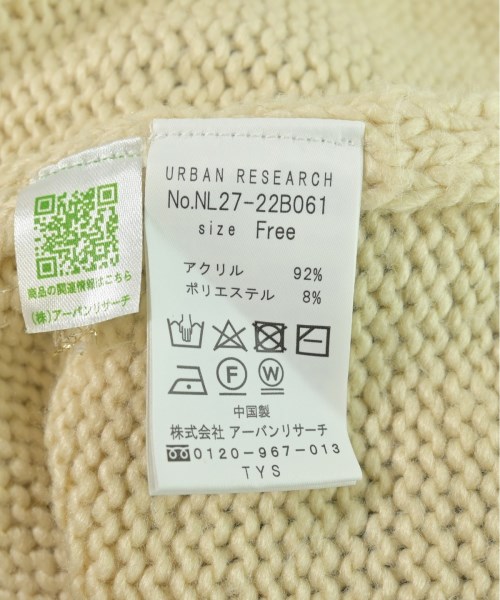 URBAN RESEARCH
No.NL27-22B061
size Free
アクリル 92%
ポリエステル 8%
中国製
株式会社 アーバンリサーチ
0120-967-013
TYS
商品の関連情報はこちら
(株)アーバンリサーチ